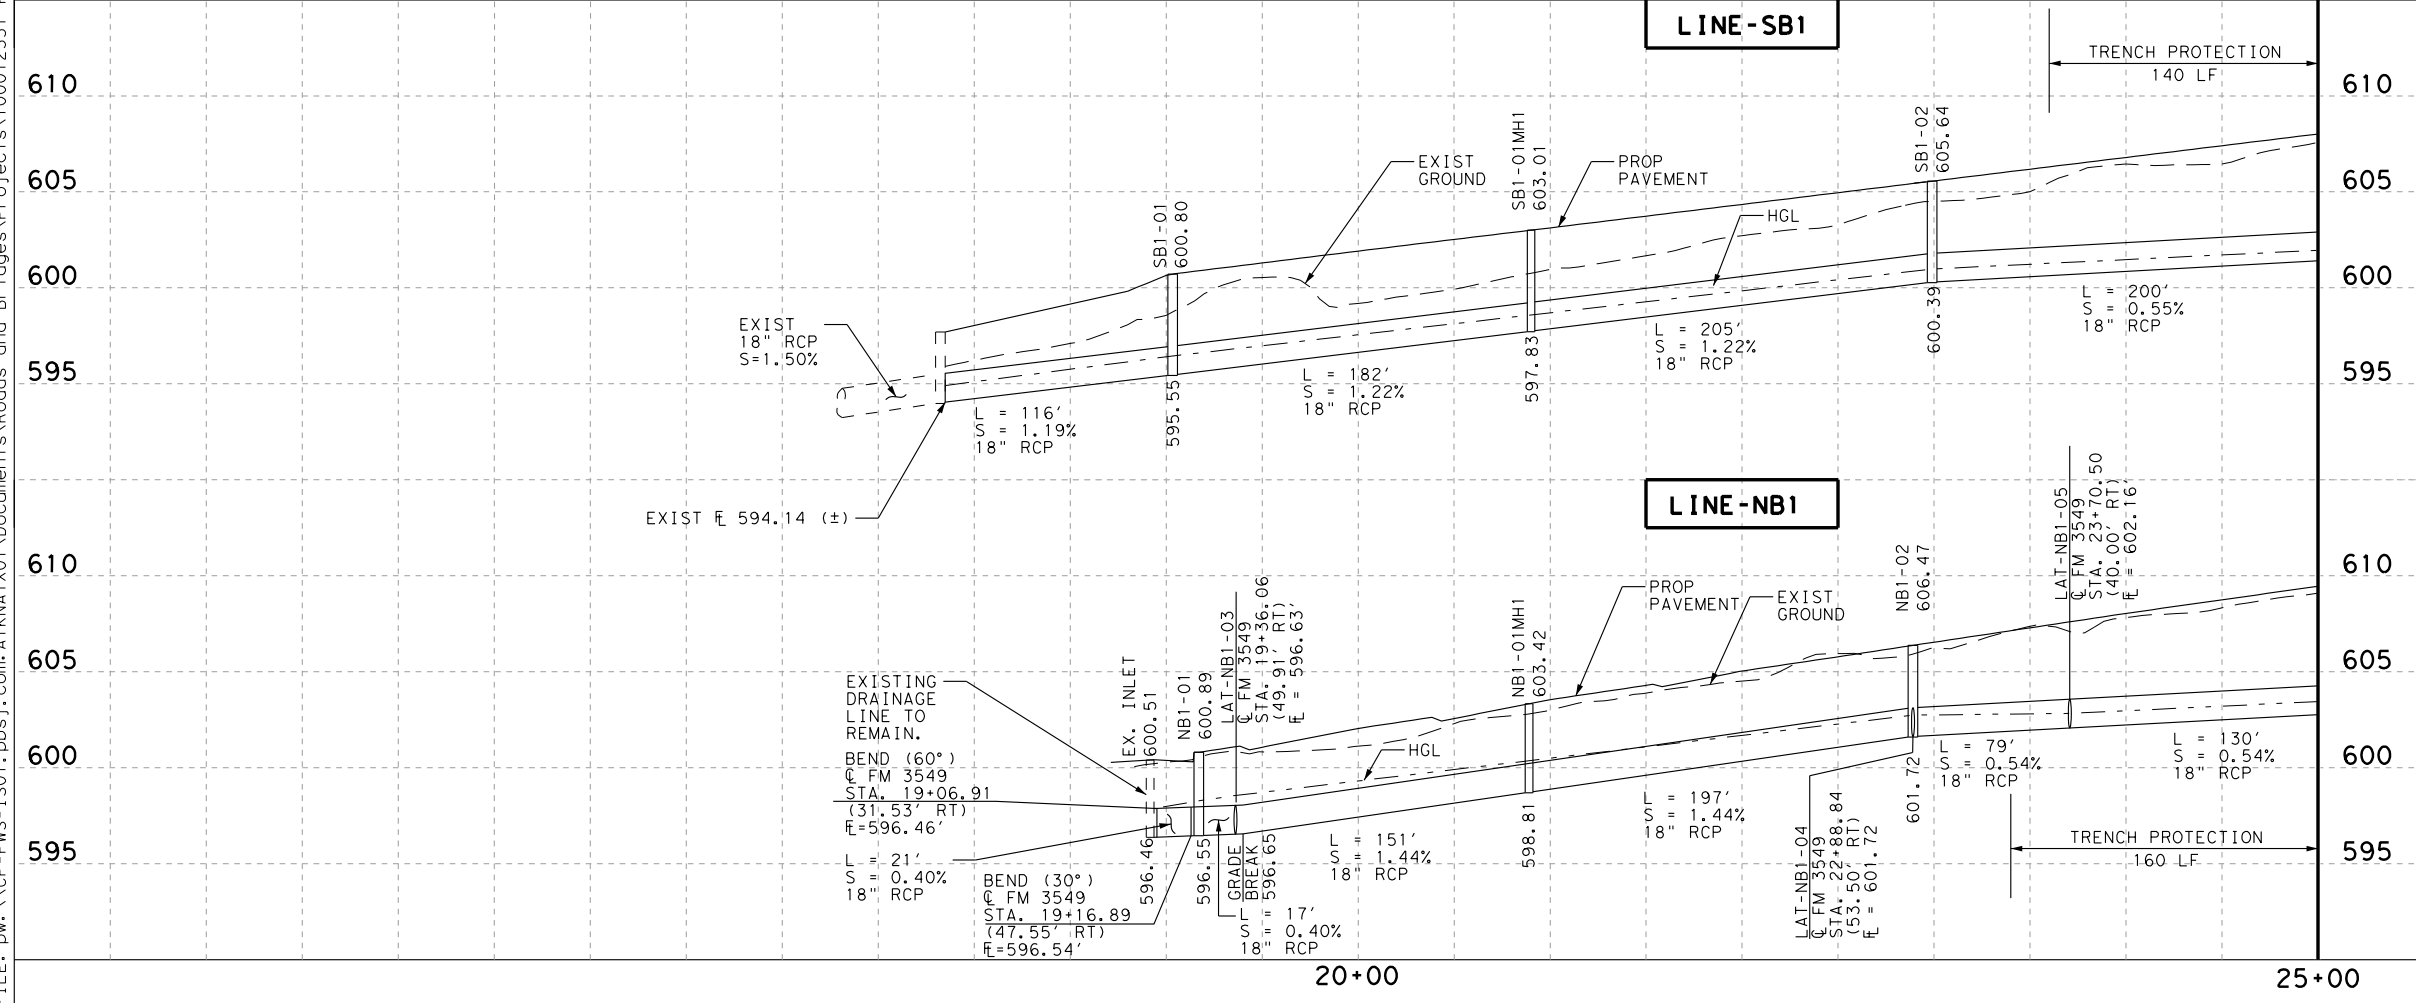 LINE-SB1
TRENCH PROTECTION
140 LF
610
610
605
605
600
600
595
595
SB1-01
600.80
EXIST
GROUND
SB1-01MH1
603.01
PROP
PAVEMENT
HGL
SB1-02
605.64
EXIST
18" RCP
S=1.50%
L = 116'
S = 1.19%
18" RCP
595.55
L = 182'
S = 1.22%
18" RCP
597.83
L = 205'
S = 1.22%
18" RCP
600.39
L = 200'
S = 0.55%
18" RCP
EXIST ℄ 594.14 (±)
LINE-NB1
610
610
605
605
600
600
595
595
EXISTING
DRAINAGE
LINE TO
REMAIN.
BEND (60°)
℄ FM 3549
STA. 19+06.91
(31.53' RT)
FL=596.46'
L = 21'
S = 0.40%
18" RCP
EX. INLET
600.51
NB1-01
600.89
LAT-NB1-03
℄ FM 3549
STA. 19+36.06
(49.91' RT)
FL = 596.63'
596.46
596.55
GRADE
BREAK
596.65
BEND (30°)
℄ FM 3549
STA. 19+16.89
(47.55' RT)
FL=596.54'
L = 17'
S = 0.40%
18" RCP
HGL
L = 151'
S = 1.44%
18" RCP
NB1-01MH1
603.42
598.81
PROP
PAVEMENT
EXIST
GROUND
L = 197'
S = 1.44%
18" RCP
LAT-NB1-04
℄ FM 3549
STA. 22+88.84
(53.50' RT)
FL = 601.72
NB1-02
606.47
601.72
L = 79'
S = 0.54%
18" RCP
LAT-NB1-05
℄ FM 3549
STA. 23+70.50
(40.00' RT)
FL = 602.16'
L = 130'
S = 0.54%
18" RCP
TRENCH PROTECTION
160 LF
20+00
25+00